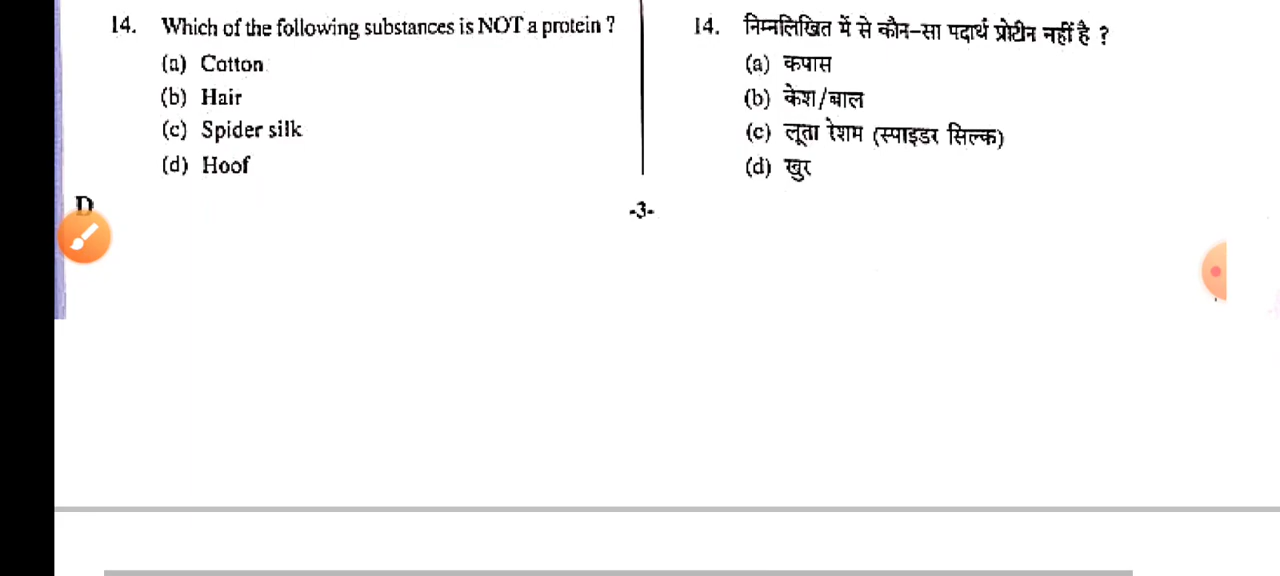 14. Which of the following substances is NOT a protein ?
(a) Cotton
(b) Hair
(c) Spider silk
(d) Hoof
14. निम्नलिखित में से कौन-सा पदार्थ प्रोटीन नहीं है ?
(a) कपास
(b) केश/बाल
(c) लूता रेशम (स्पाइडर सिल्क)
(d) खुर
D
-3-